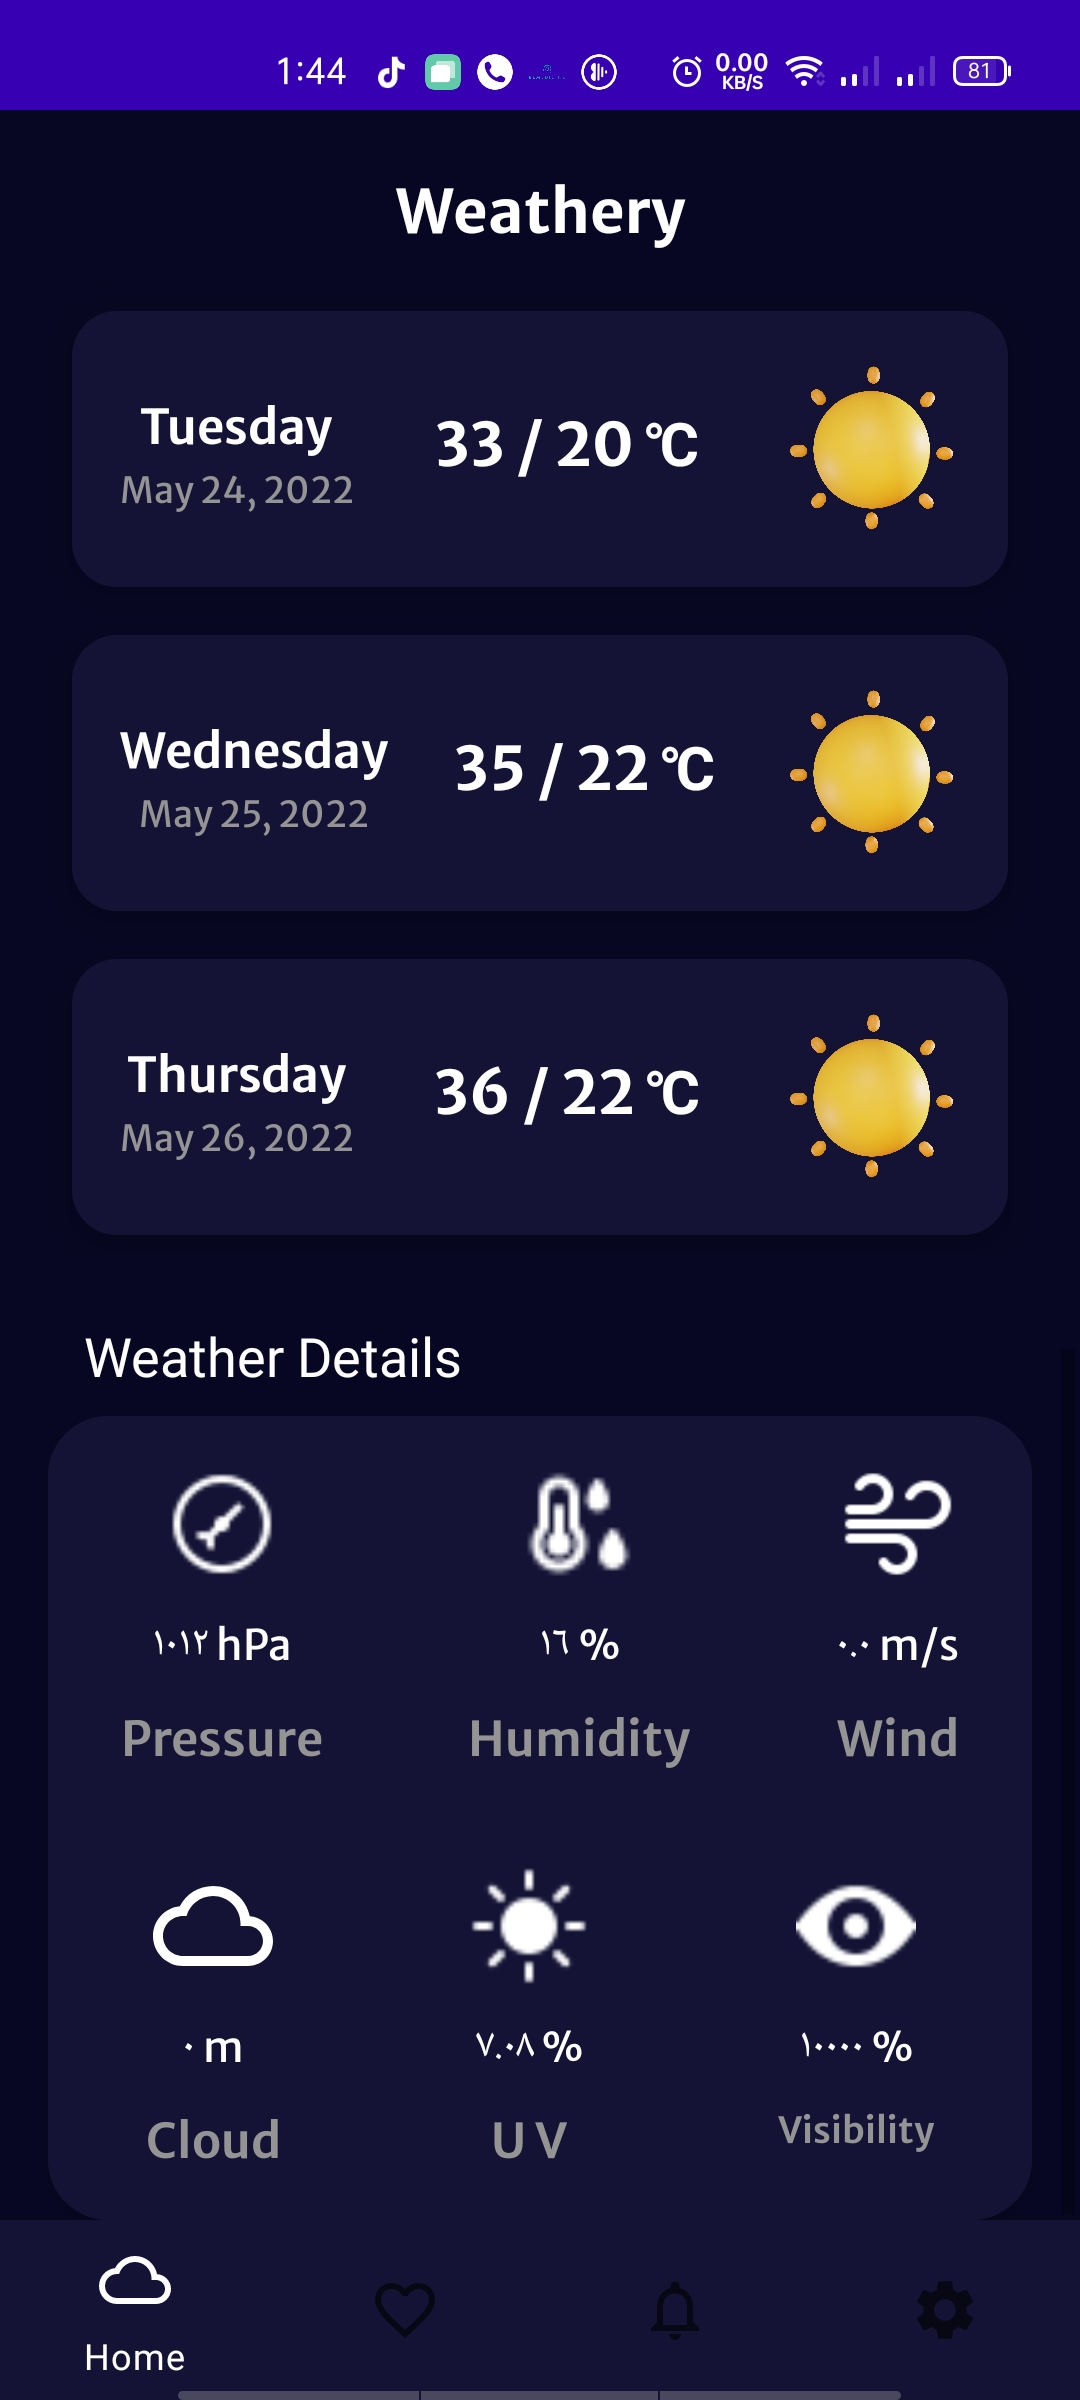 1:44
0.00
KB/S
81
Weathery
Tuesday
May 24, 2022
33 / 20 ℃
Wednesday
May 25, 2022
35 / 22 ℃
Thursday
May 26, 2022
36 / 22 ℃
Weather Details
١٠١٢ hPa
١٦ %
٠.٠ m/s
Pressure
Humidity
Wind
٠ m
٧.٠٨ %
١٠٠٠٠ %
Cloud
U V
Visibility
Home